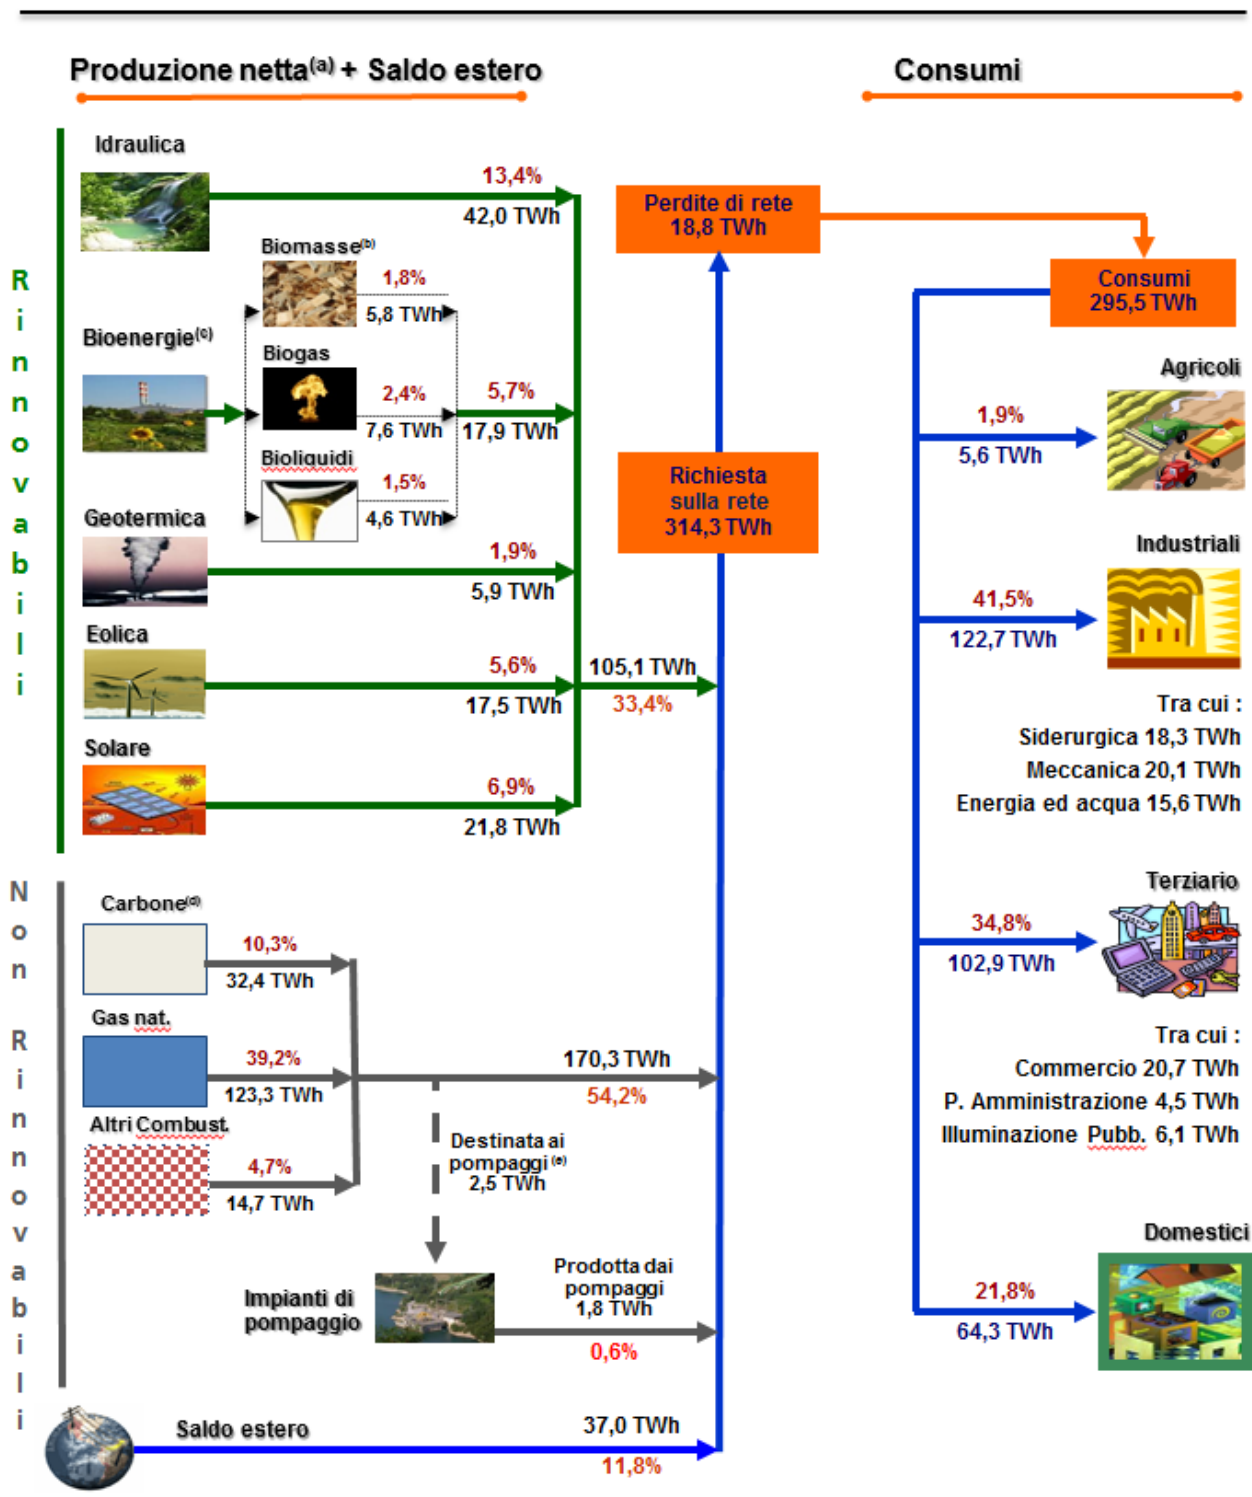 Produzione netta(a) + Saldo estero
Consumi
Rinnovabili
Idraulica
13,4%
42,0 TWh
Biomasse(b)
1,8%
5,8 TWh
Bioenergie(c)
Biogas
2,4%
7,6 TWh
5,7%
17,9 TWh
Bioliquidi
1,5%
4,6 TWh
Geotermica
1,9%
5,9 TWh
Eolica
5,6%
17,5 TWh
105,1 TWh
33,4%
Solare
6,9%
21,8 TWh
Non Rinnovabili
Carbone(d)
10,3%
32,4 TWh
Gas nat.
39,2%
123,3 TWh
170,3 TWh
54,2%
Altri Combust.
4,7%
14,7 TWh
Destinata ai
pompaggi (e)
2,5 TWh
Impianti di
pompaggio
Prodotta dai
pompaggi
1,8 TWh
0,6%
Saldo estero
37,0 TWh
11,8%
Perdite di rete
18,8 TWh
Richiesta
sulla rete
314,3 TWh
Consumi
295,5 TWh
Agricoli
1,9%
5,6 TWh
Industriali
41,5%
122,7 TWh
Tra cui :
Siderurgica 18,3 TWh
Meccanica 20,1 TWh
Energia ed acqua 15,6 TWh
Terziario
34,8%
102,9 TWh
Tra cui :
Commercio 20,7 TWh
P. Amministrazione 4,5 TWh
Illuminazione Pubb. 6,1 TWh
Domestici
21,8%
64,3 TWh